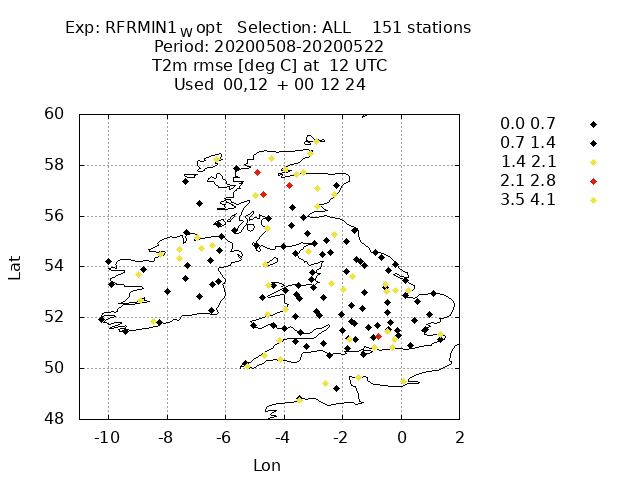 Exp: RFRMIN1wopt Selection: ALL 151 stations
Period: 20200508-20200522
T2m rmse [deg C] at 12 UTC
Used 00,12 + 00 12 24
60
58
56
54
52
50
48
Lat
-10 -8 -6 -4 -2 0 2
Lon
0.0 0.7
0.7 1.4
1.4 2.1
2.1 2.8
3.5 4.1